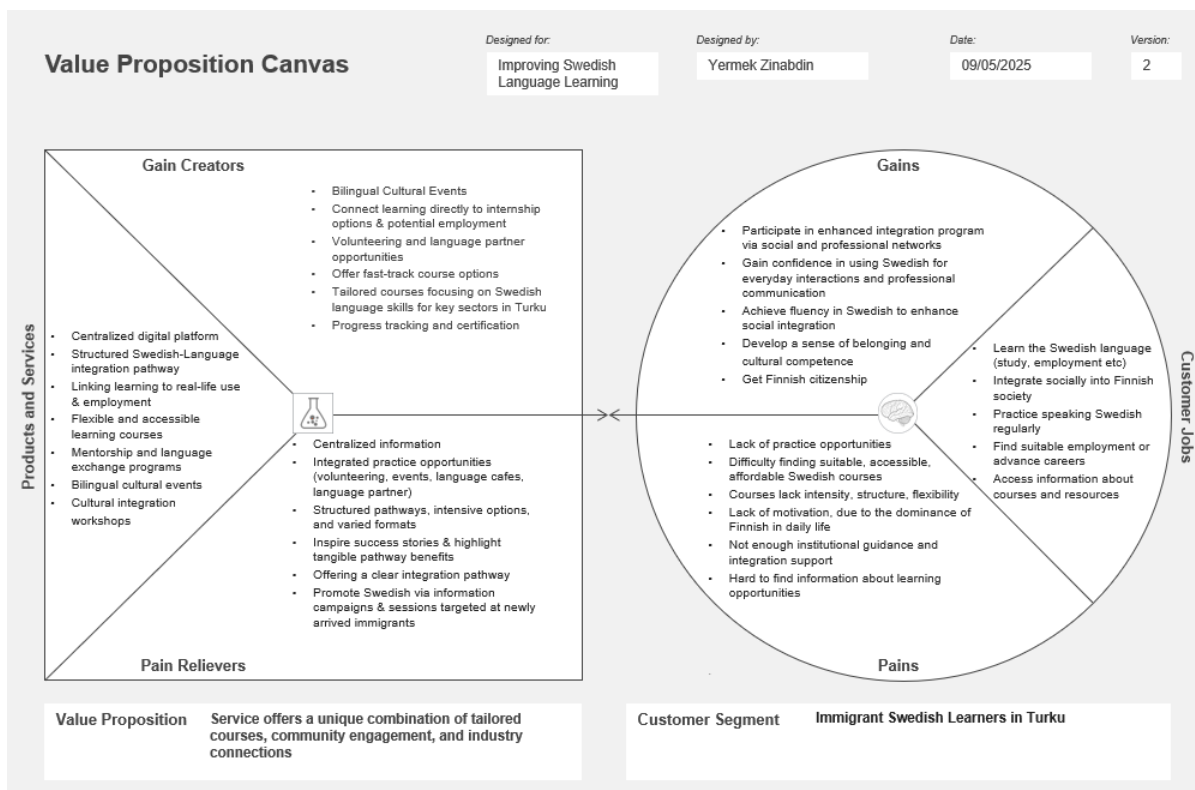 Value Proposition Canvas
Designed for:
Improving Swedish
Language Learning
Designed by:
Yermek Zinabdin
Date:
09/05/2025
Version:
2
Gain Creators
• Bilingual Cultural Events
• Connect learning directly to internship
options & potential employment
• Volunteering and language partner
opportunities
• Offer fast-track course options
• Tailored courses focusing on Swedish
language skills for key sectors in Turku
• Progress tracking and certification
Products and Services
• Centralized digital platform
• Structured Swedish-Language
integration pathway
• Linking learning to real-life use
& employment
• Flexible and accessible
learning courses
• Mentorship and language
exchange programs
• Bilingual cultural events
• Cultural integration
workshops
• Centralized information
• Integrated practice opportunities
(volunteering, events, language cafes,
language partner)
• Structured pathways, intensive options,
and varied formats
• Inspire success stories & highlight
tangible pathway benefits
• Offering a clear integration pathway
• Promote Swedish via information
campaigns & sessions targeted at newly
arrived immigrants
Pain Relievers
Gains
• Participate in enhanced integration program
via social and professional networks
• Gain confidence in using Swedish for
everyday interactions and professional
communication
• Achieve fluency in Swedish to enhance
social integration
• Develop a sense of belonging and
cultural competence
• Get Finnish citizenship
• Learn the Swedish language
(study, employment etc)
• Integrate socially into Finnish
society
• Practice speaking Swedish
regularly
• Find suitable employment or
advance careers
• Access information about
courses and resources
Customer Jobs
• Lack of practice opportunities
• Difficulty finding suitable, accessible,
affordable Swedish courses
• Courses lack intensity, structure, flexibility
• Lack of motivation, due to the dominance of
Finnish in daily life
• Not enough institutional guidance and
integration support
• Hard to find information about learning
opportunities
Pains
Value Proposition
Service offers a unique combination of tailored
courses, community engagement, and industry
connections
Customer Segment
Immigrant Swedish Learners in Turku